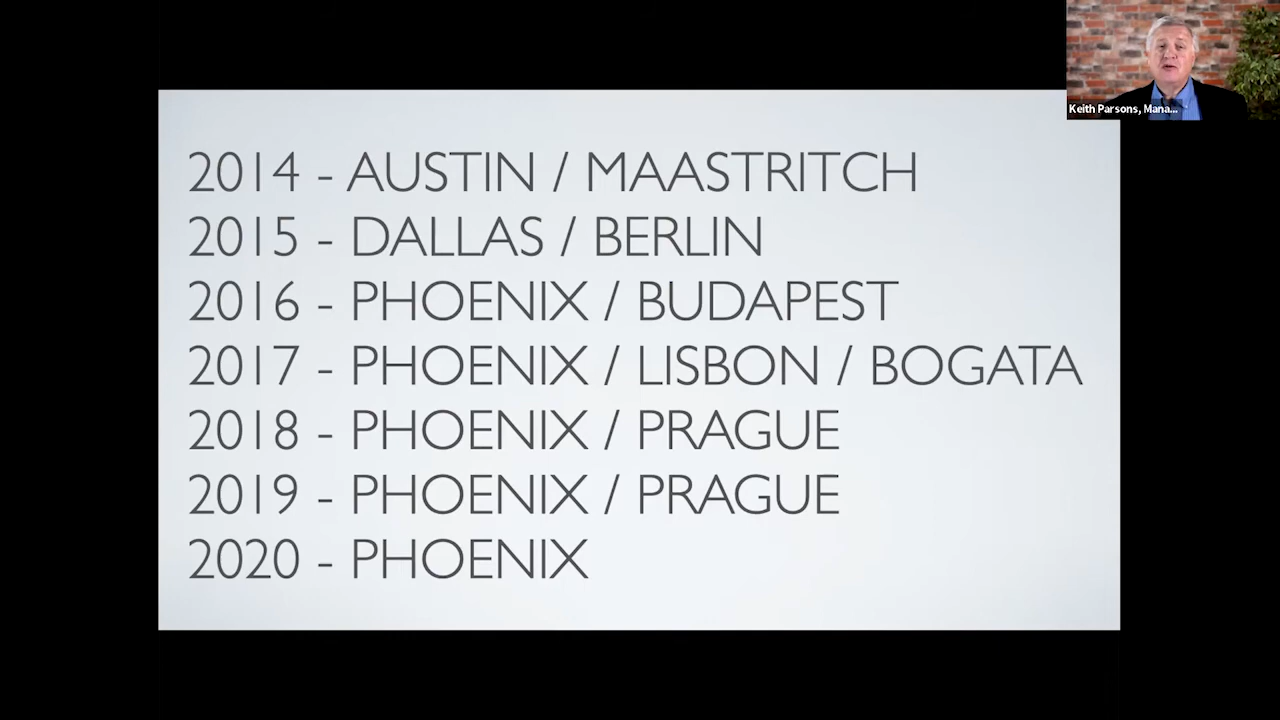 Keith Parsons, Mana...
2014 - AUSTIN / MAASTRITCH
2015 - DALLAS / BERLIN
2016 - PHOENIX / BUDAPEST
2017 - PHOENIX / LISBON / BOGATA
2018 - PHOENIX / PRAGUE
2019 - PHOENIX / PRAGUE
2020 - PHOENIX